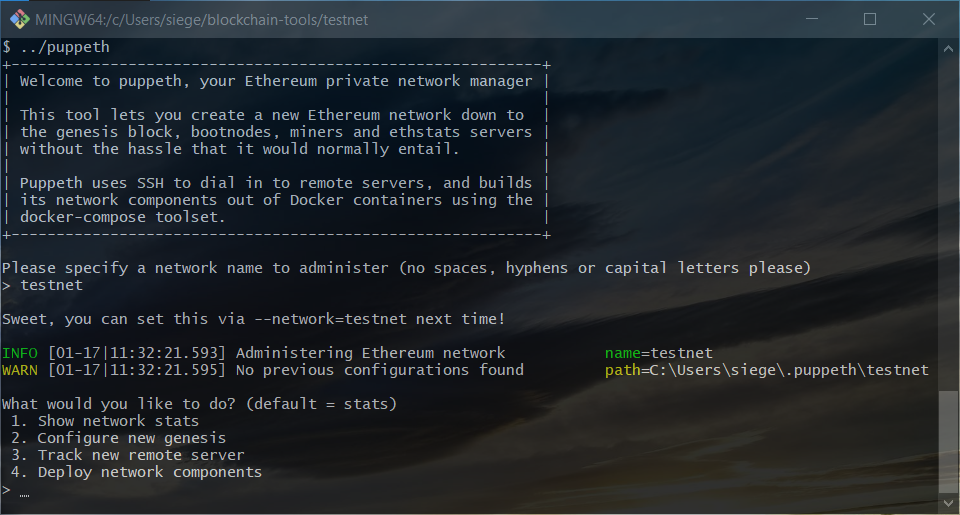 MINGW64:/c/Users/siege/blockchain-tools/testnet
$ ../puppeth
+-----------------------------------------------------------+
| Welcome to puppeth, your Ethereum private network manager |
|                                                           |
| This tool lets you create a new Ethereum network down to  |
| the genesis block, bootnodes, miners and ethstats servers |
| without the hassle that it would normally entail.         |
|                                                           |
| Puppeth uses SSH to dial in to remote servers, and builds |
| its network components out of Docker containers using the |
| docker-compose toolset.                                   |
+-----------------------------------------------------------+
Please specify a network name to administer (no spaces, hyphens or capital letters please)
> testnet
Sweet, you can set this via --network=testnet next time!
INFO [01-17|11:32:21.593] Administering Ethereum network           name=testnet
WARN [01-17|11:32:21.595] No previous configurations found         path=C:\Users\siege\.puppeth\testnet
What would you like to do? (default = stats)
 1. Show network stats
 2. Configure new genesis
 3. Track new remote server
 4. Deploy network components
>